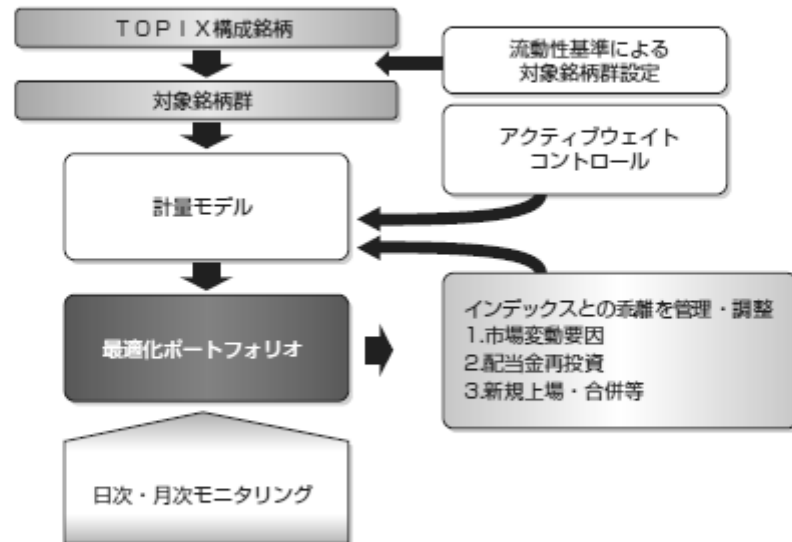 TOPIX構成銘柄
流動性基準による
対象銘柄群設定
対象銘柄群
アクティブウェイト
コントロール
計量モデル
最適化ポートフォリオ
インデックスとの乖離を管理・調整
1.市場変動要因
2.配当金再投資
3.新規上場・合併等
日次・月次モニタリング